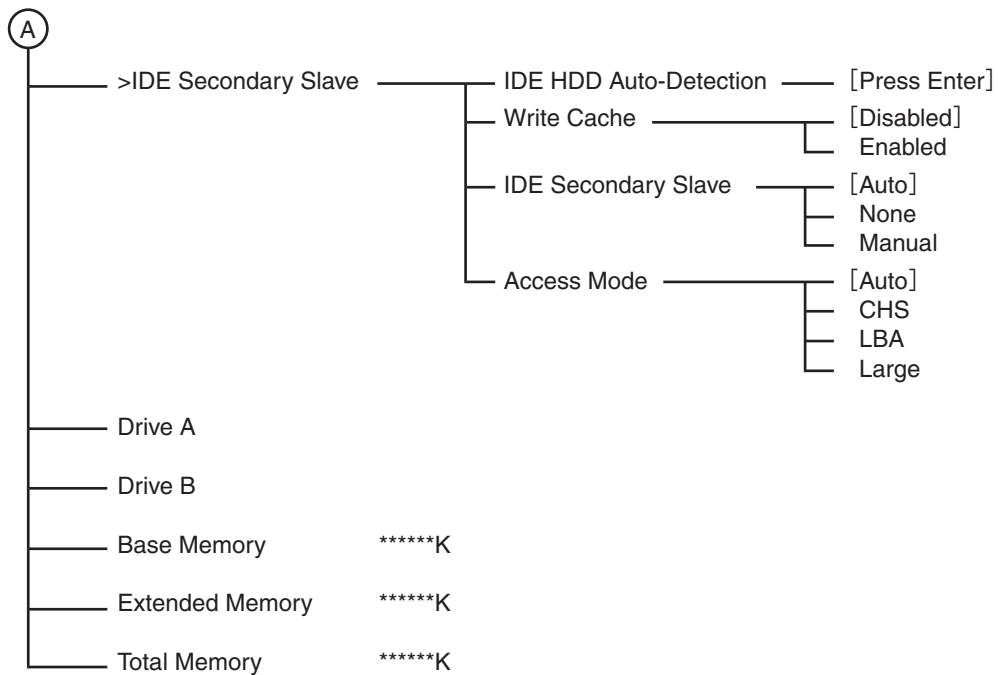 A
>IDE Secondary Slave IDE HDD Auto-Detection [Press Enter]
Write Cache [Disabled]
Enabled
IDE Secondary Slave [Auto]
None
Manual
Access Mode [Auto]
CHS
LBA
Large
Drive A
Drive B
Base Memory ******K
Extended Memory ******K
Total Memory ******K